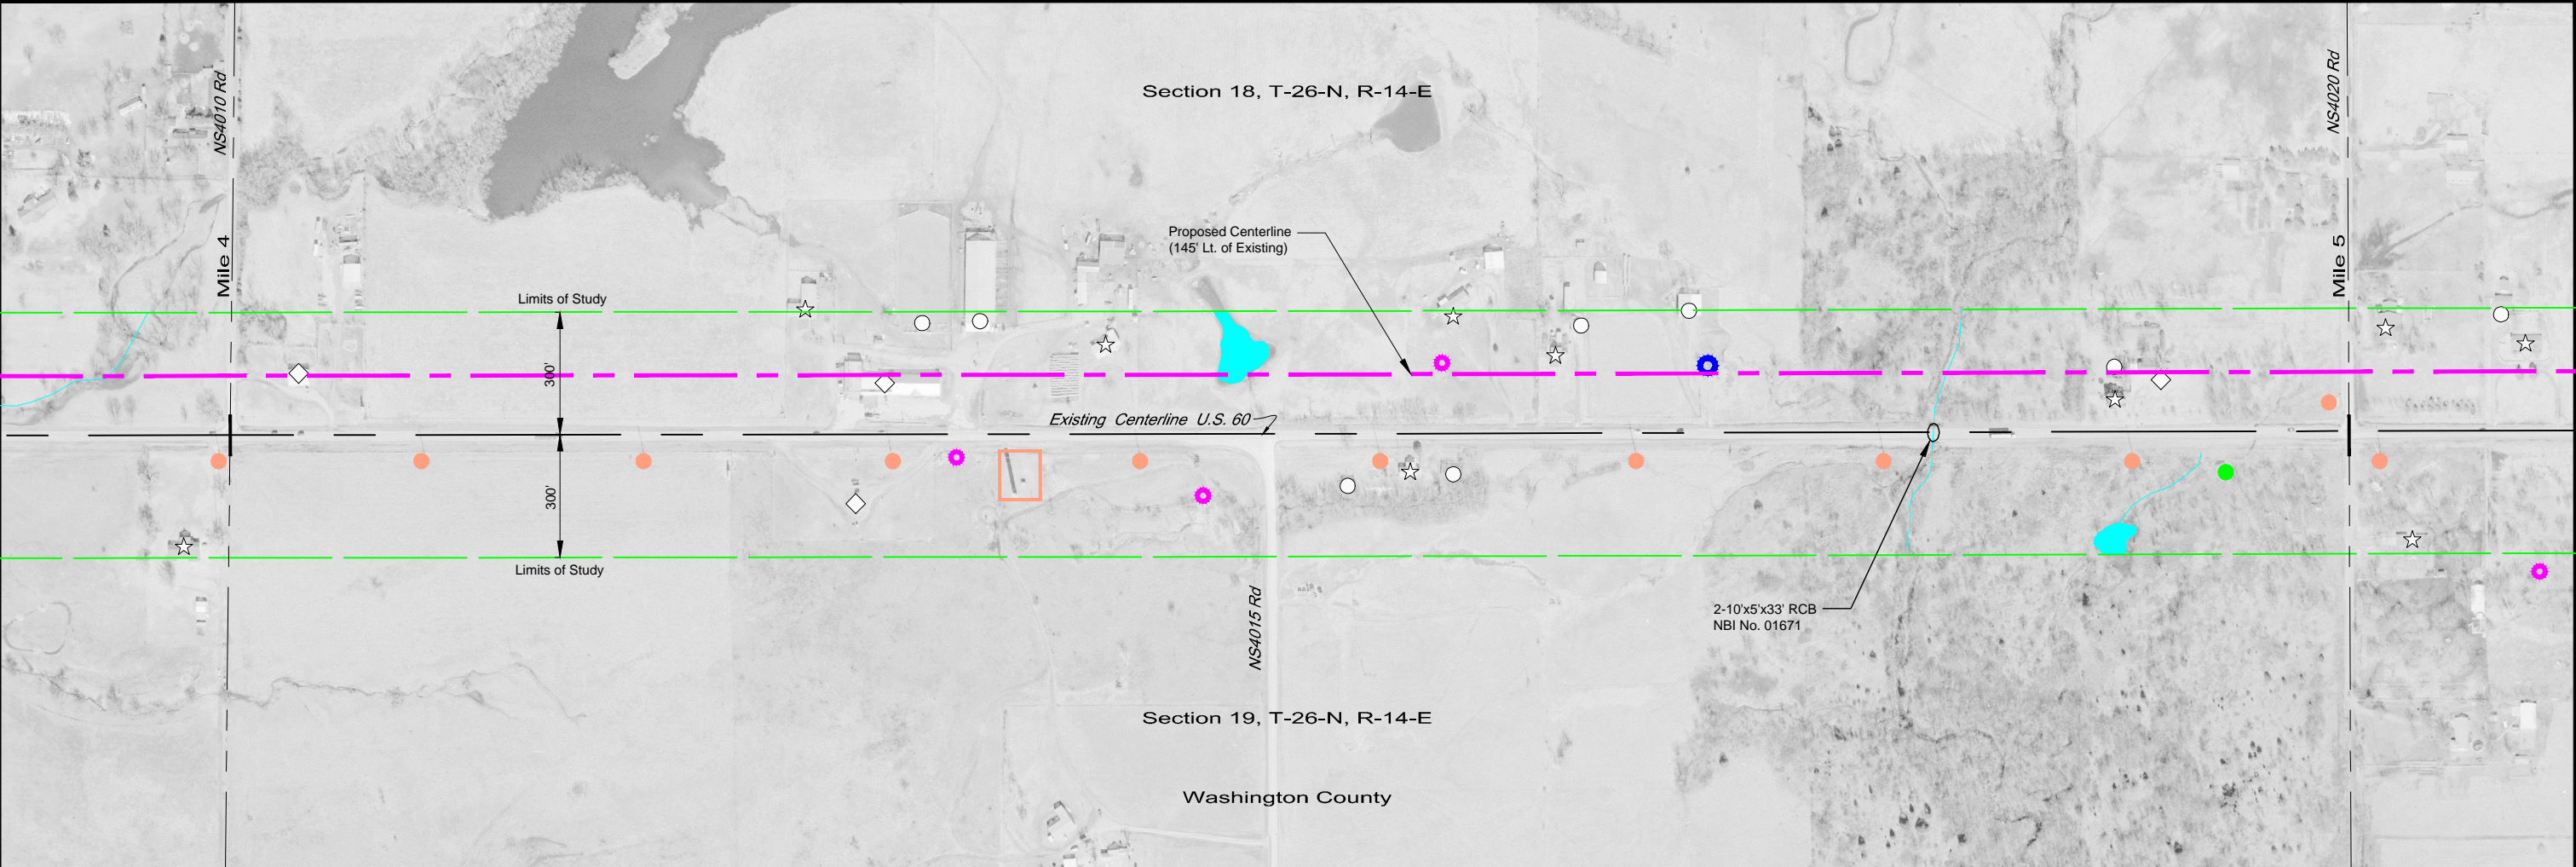 Section 18, T-26-N, R-14-E
NS4010 Rd
NS4020 Rd
Mile 4
Mile 5
Proposed Centerline
(145' Lt. of Existing)
Limits of Study
300'
Existing Centerline U.S. 60
300'
Limits of Study
NS4015 Rd
2-10'x5'x33' RCB
NBI No. 01671
Section 19, T-26-N, R-14-E
Washington County